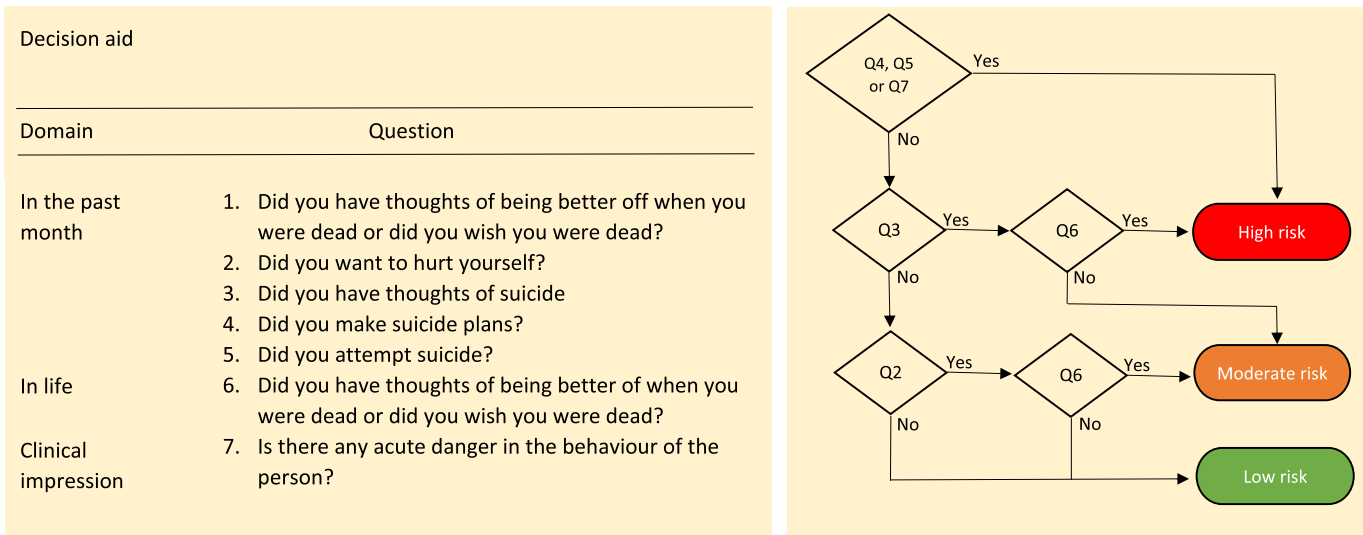 Decision aid
Domain Question
In the past
month
1. Did you have thoughts of being better off when you
were dead or did you wish you were dead?
2. Did you want to hurt yourself?
3. Did you have thoughts of suicide
4. Did you make suicide plans?
5. Did you attempt suicide?
In life
6. Did you have thoughts of being better of when you
were dead or did you wish you were dead?
Clinical
impression
7. Is there any acute danger in the behaviour of the
person?
Q4, Q5
or Q7
Yes
No
Q3
Yes
Q6
Yes
High risk
No
No
Q2
Yes
Q6
Yes
Moderate risk
No
No
Low risk